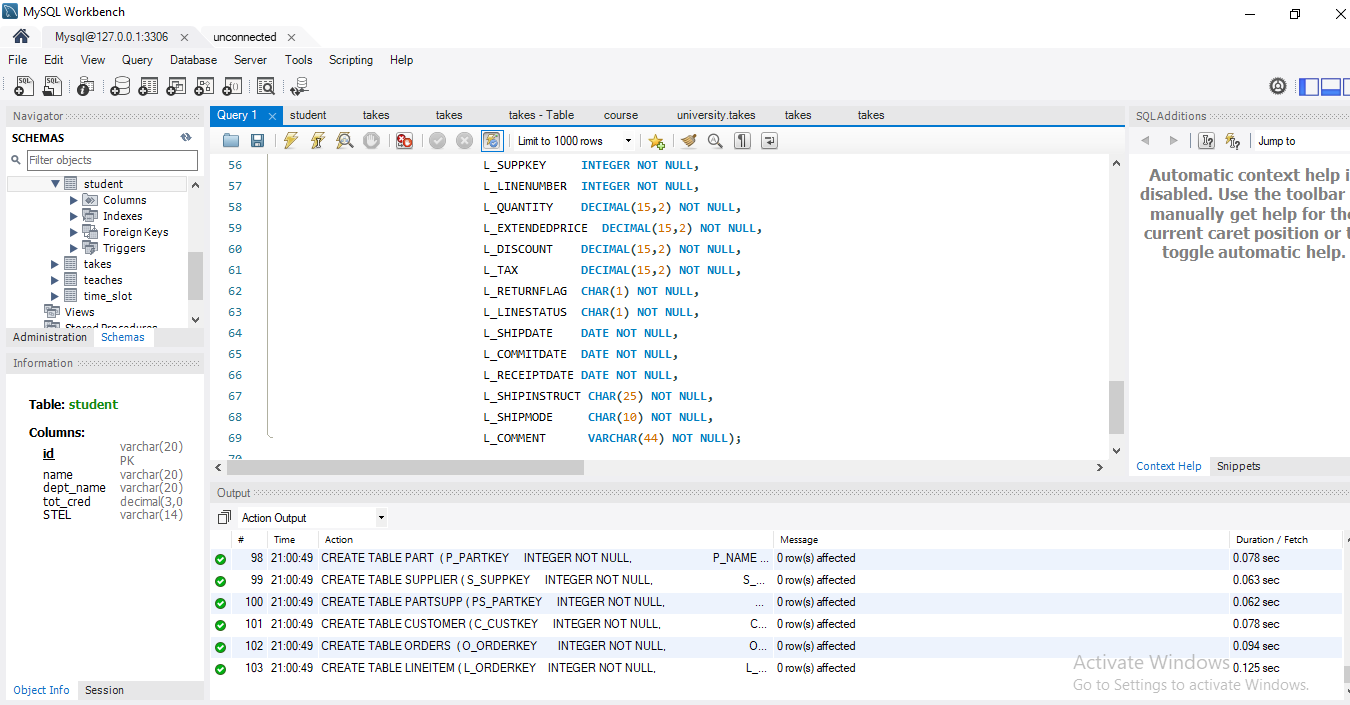 MySQL Workbench
Mysql@127.0.0.1:3306
unconnected
File Edit View Query Database Server Tools Scripting Help
Navigator
SCHEMAS
Filter objects
student
Columns
Indexes
Foreign Keys
Triggers
takes
teaches
time_slot
Views
Stored Procedures
Administration Schemas
Information
Table: student
Columns:
id varchar(20) PK
name varchar(20)
dept_name varchar(20)
tot_cred decimal(3,0
STEL varchar(14)
Object Info Session
Query 1 student takes takes takes - Table course university.takes takes takes
Limit to 1000 rows
56 L_SUPPKEY INTEGER NOT NULL,
57 L_LINENUMBER INTEGER NOT NULL,
58 L_QUANTITY DECIMAL(15,2) NOT NULL,
59 L_EXTENDEDPRICE DECIMAL(15,2) NOT NULL,
60 L_DISCOUNT DECIMAL(15,2) NOT NULL,
61 L_TAX DECIMAL(15,2) NOT NULL,
62 L_RETURNFLAG CHAR(1) NOT NULL,
63 L_LINESTATUS CHAR(1) NOT NULL,
64 L_SHIPDATE DATE NOT NULL,
65 L_COMMITDATE DATE NOT NULL,
66 L_RECEIPTDATE DATE NOT NULL,
67 L_SHIPINSTRUCT CHAR(25) NOT NULL,
68 L_SHIPMODE CHAR(10) NOT NULL,
69 L_COMMENT VARCHAR(44) NOT NULL);
70
SQLAdditions
Jump to
Automatic context help i
disabled. Use the toolbar
manually get help for the
current caret position or t
toggle automatic help.
Context Help Snippets
Output
Action Output
# Time Action Message Duration / Fetch
98 21:00:49 CREATE TABLE PART ( P_PARTKEY INTEGER NOT NULL, P_NAME ... 0 row(s) affected 0.078 sec
99 21:00:49 CREATE TABLE SUPPLIER ( S_SUPPKEY INTEGER NOT NULL, S_... 0 row(s) affected 0.063 sec
100 21:00:49 CREATE TABLE PARTSUPP ( PS_PARTKEY INTEGER NOT NULL, ... 0 row(s) affected 0.062 sec
101 21:00:49 CREATE TABLE CUSTOMER ( C_CUSTKEY INTEGER NOT NULL, C... 0 row(s) affected 0.078 sec
102 21:00:49 CREATE TABLE ORDERS ( O_ORDERKEY INTEGER NOT NULL, O... 0 row(s) affected 0.094 sec
103 21:00:49 CREATE TABLE LINEITEM ( L_ORDERKEY INTEGER NOT NULL, L_... 0 row(s) affected 0.125 sec
Activate Windows
Go to Settings to activate Windows.